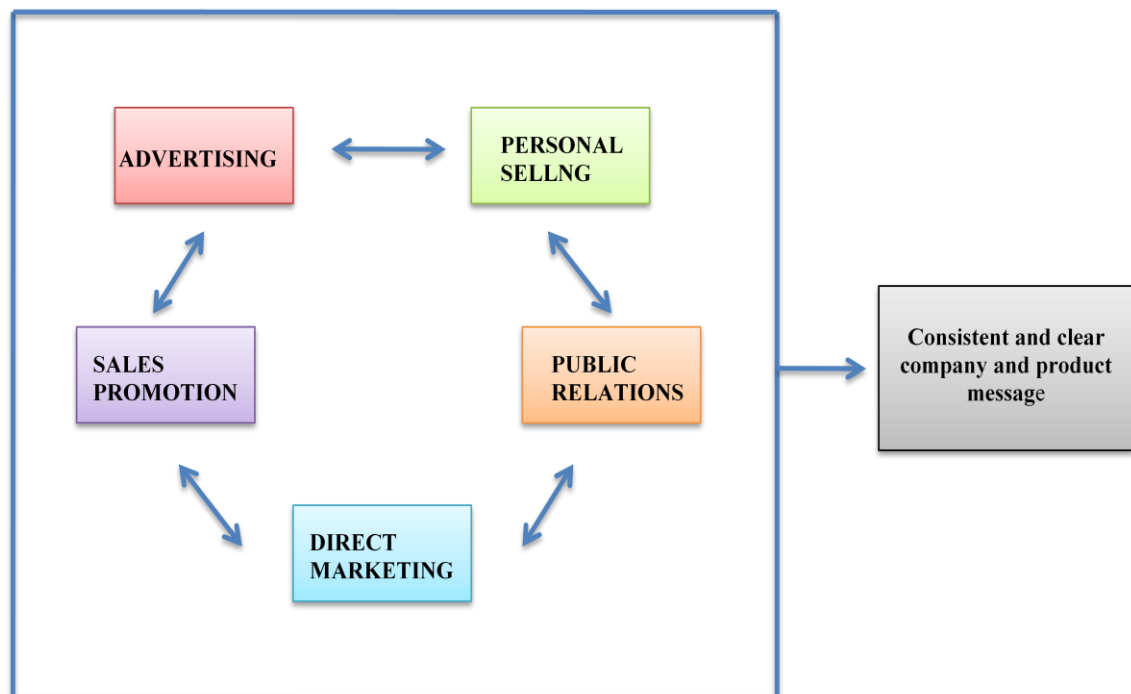 ADVERTISING
PERSONAL
SELLNG
SALES
PROMOTION
PUBLIC
RELATIONS
DIRECT
MARKETING
Consistent and clear
company and product
message